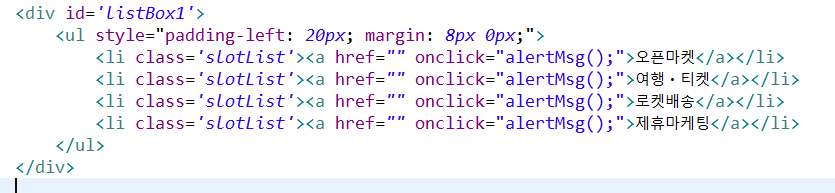 <div id='listBox1'>
    <ul style="padding-left: 20px; margin: 8px 0px;">
        <li class='slotList'><a href="" onclick="alertMsg();">오픈마켓</a></li>
        <li class='slotList'><a href="" onclick="alertMsg();">여행·티켓</a></li>
        <li class='slotList'><a href="" onclick="alertMsg();">로켓배송</a></li>
        <li class='slotList'><a href="" onclick="alertMsg();">제휴마케팅</a></li>
    </ul>
</div>